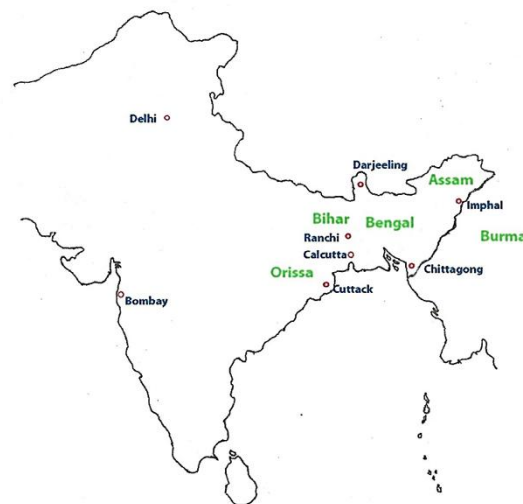 Delhi
Darjeeling
Assam
Imphal
Bihar
Bengal
Ranchi
Burma
Calcutta
Chittagong
Orissa
Cuttack
Bombay